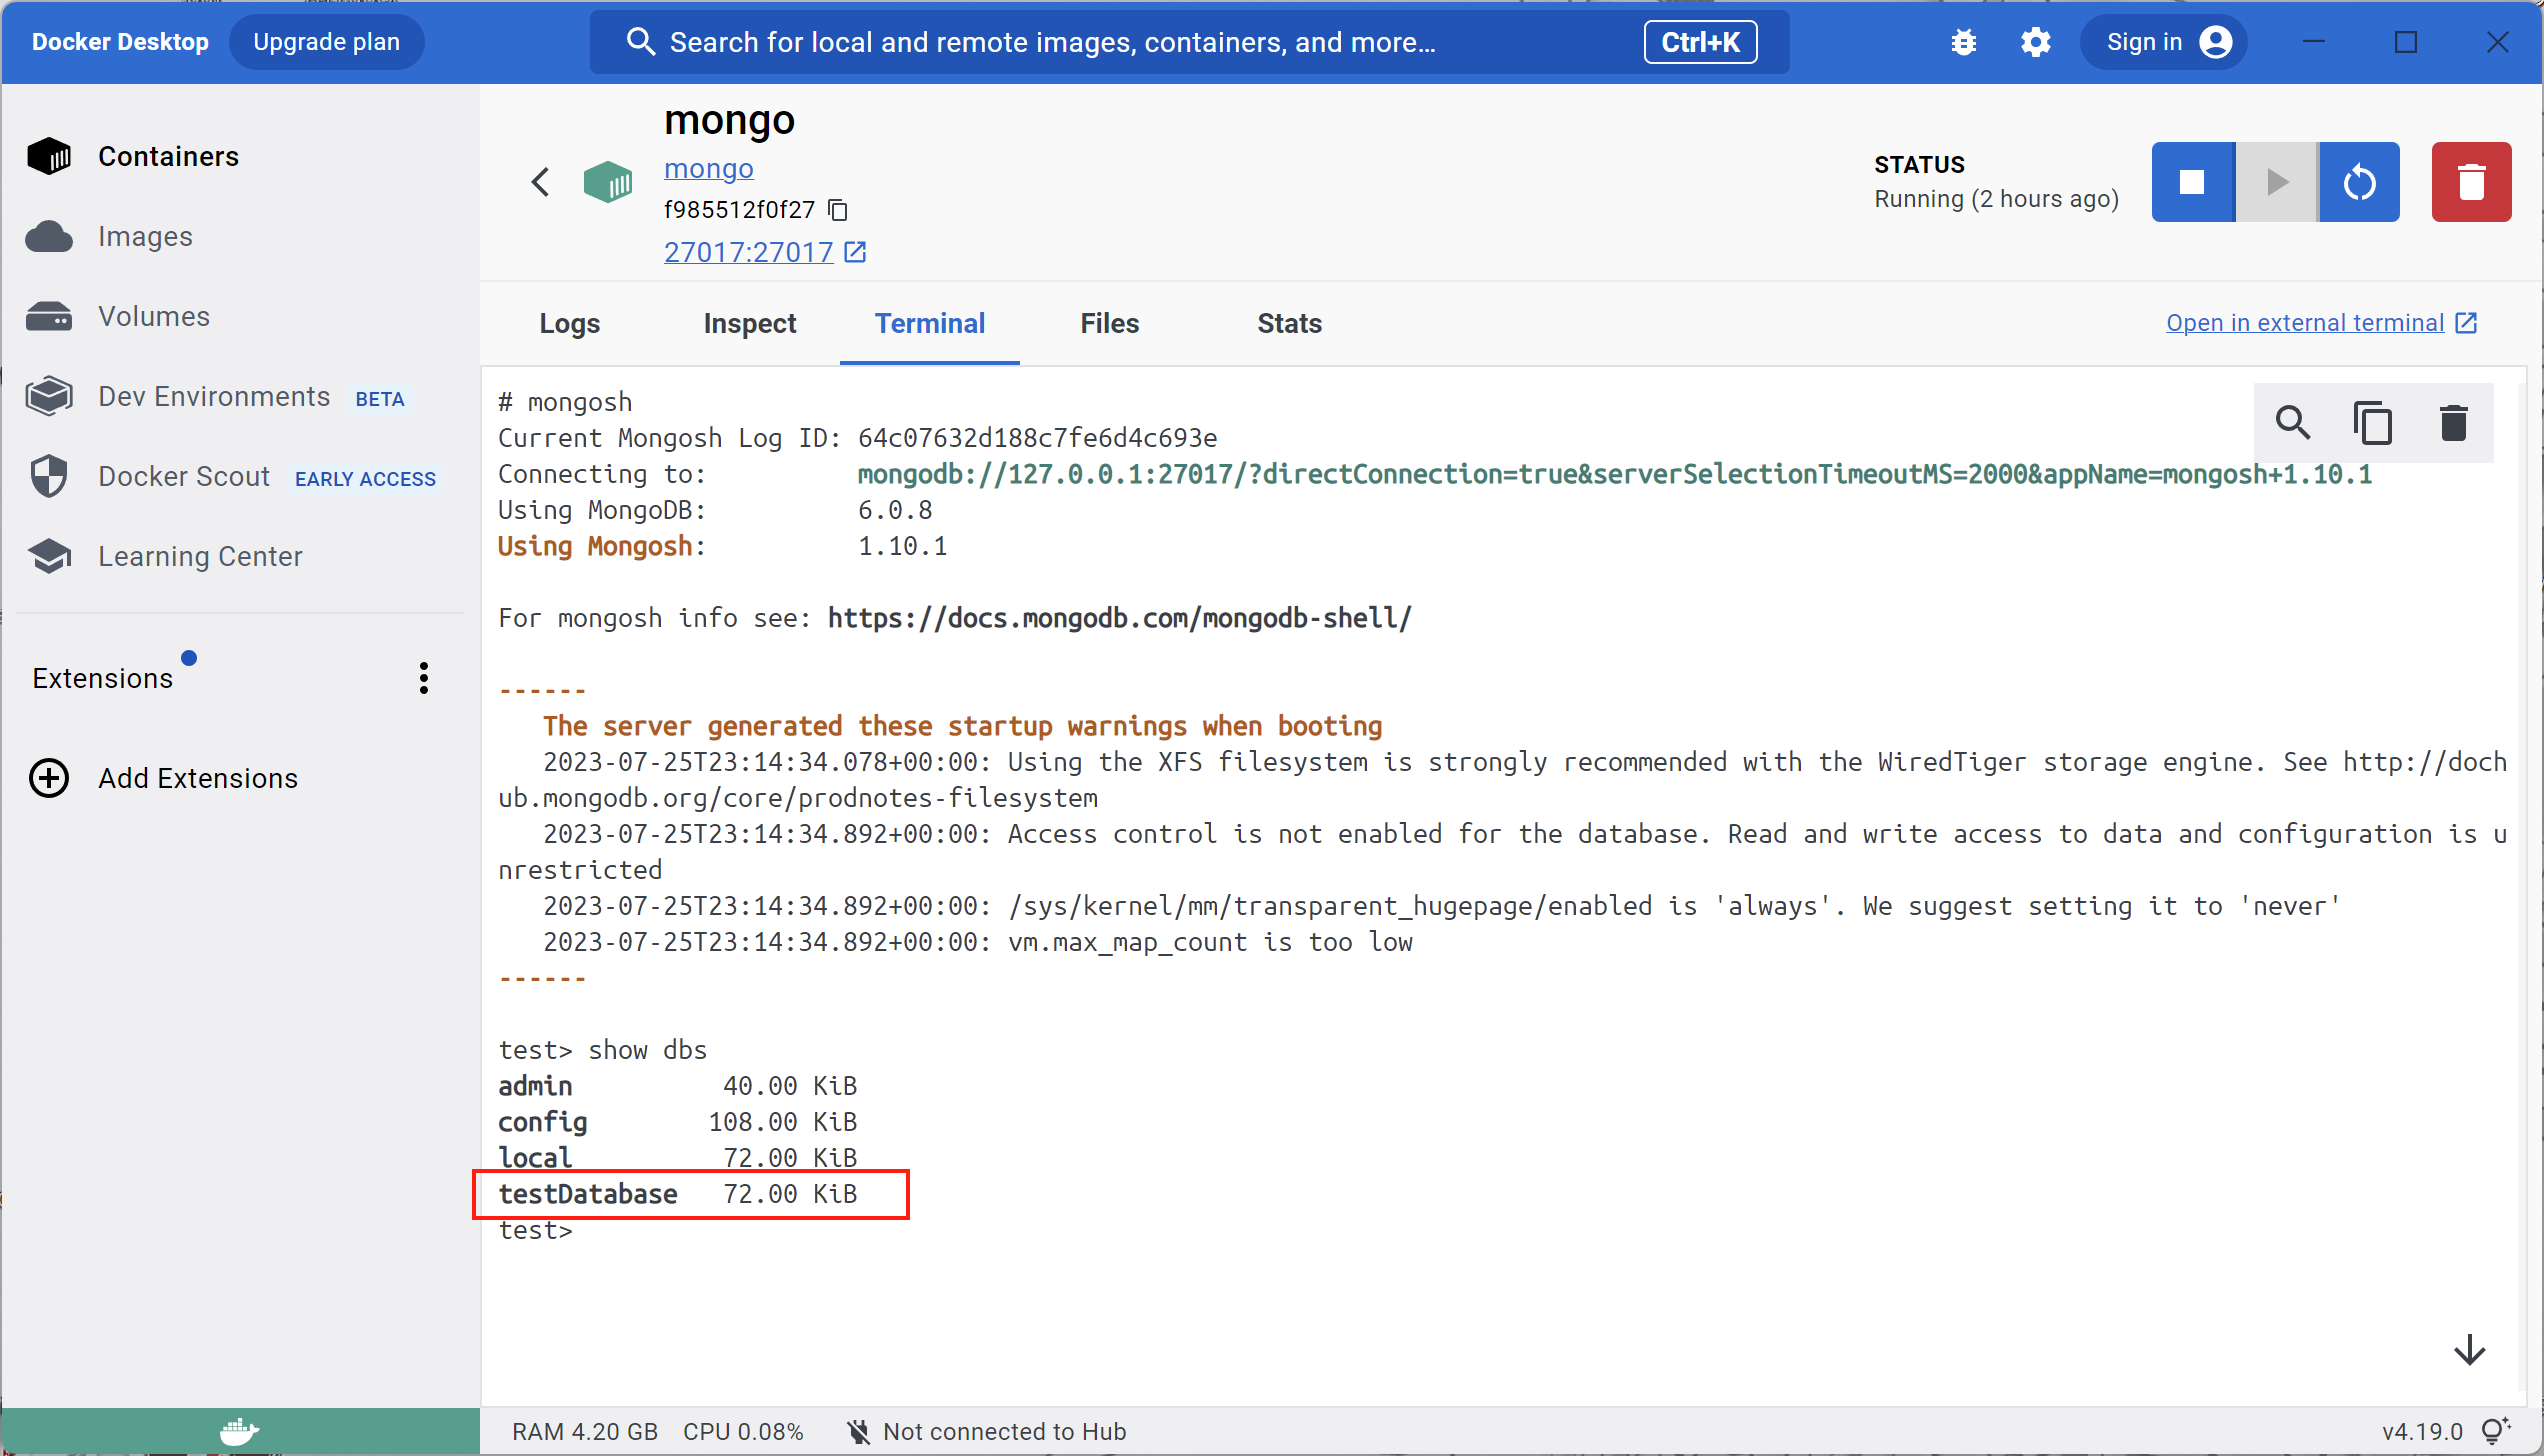 Docker Desktop Upgrade plan Search for local and remote images, containers, and more... Ctrl+K Sign in
Containers
Images
Volumes
Dev Environments BETA
Docker Scout EARLY ACCESS
Learning Center
Extensions
Add Extensions
mongo
mongo
f985512f0f27
27017:27017
STATUS
Running (2 hours ago)
Logs Inspect Terminal Files Stats Open in external terminal
# mongosh
Current Mongosh Log ID: 64c07632d188c7fe6d4c693e
Connecting to: mongodb://127.0.0.1:27017/?directConnection=true&serverSelectionTimeoutMS=2000&appName=mongosh+1.10.1
Using MongoDB: 6.0.8
Using Mongosh: 1.10.1
For mongosh info see: https://docs.mongodb.com/mongodb-shell/
------
The server generated these startup warnings when booting
2023-07-25T23:14:34.078+00:00: Using the XFS filesystem is strongly recommended with the WiredTiger storage engine. See http://doch
ub.mongodb.org/core/prodnotes-filesystem
2023-07-25T23:14:34.892+00:00: Access control is not enabled for the database. Read and write access to data and configuration is u
nrestricted
2023-07-25T23:14:34.892+00:00: /sys/kernel/mm/transparent_hugepage/enabled is 'always'. We suggest setting it to 'never'
2023-07-25T23:14:34.892+00:00: vm.max_map_count is too low
------
test> show dbs
admin 40.00 KiB
config 108.00 KiB
local 72.00 KiB
testDatabase 72.00 KiB
test>
RAM 4.20 GB CPU 0.08% Not connected to Hub v4.19.0